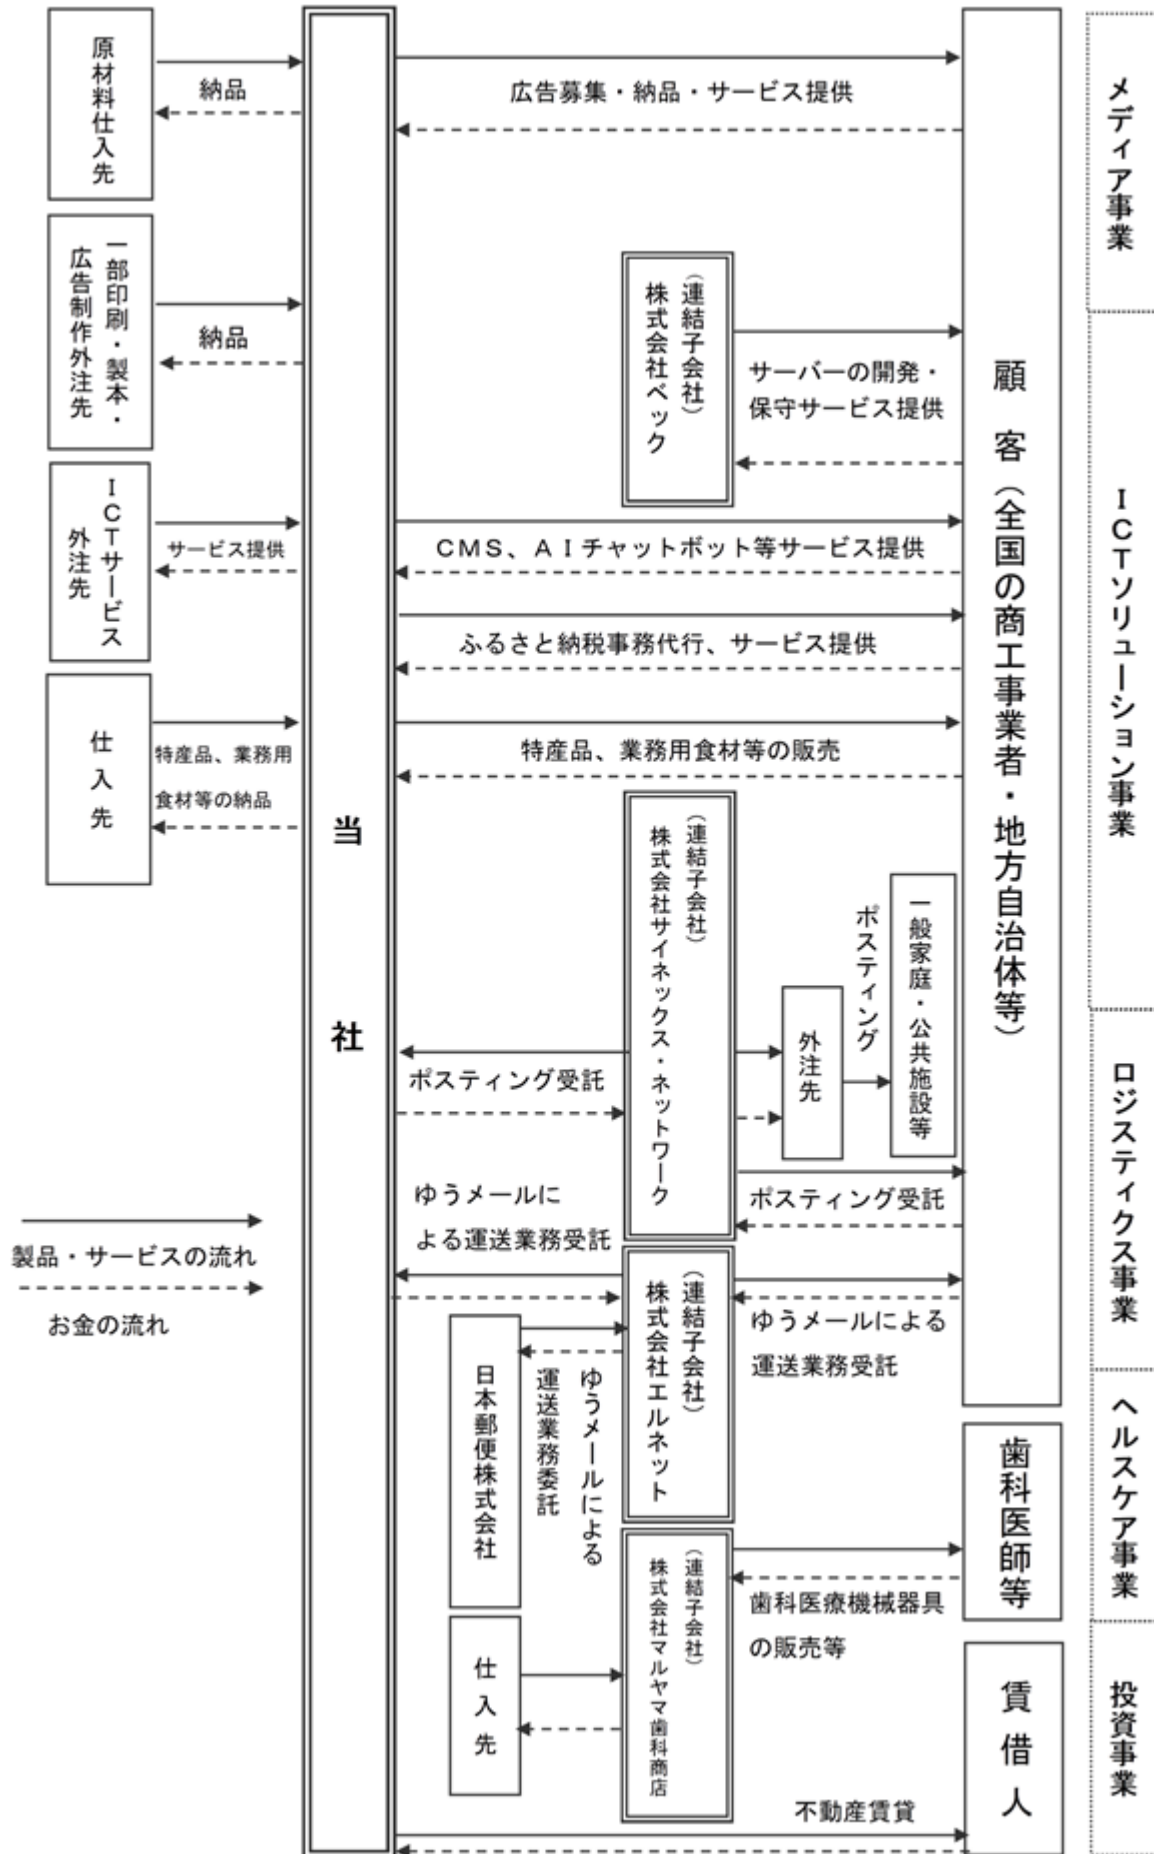 原材料仕入先
納品
一部印刷・製本・
広告制作外注先
納品
ＩＣＴサービス
外注先
サービス提供
仕入先
特産品、業務用
食材等の納品
製品・サービスの流れ
お金の流れ
当社
広告募集・納品・サービス提供
（連結子会社）
株式会社ベック
サーバーの開発・
保守サービス提供
ＣＭＳ、ＡＩチャットボット等サービス提供
ふるさと納税事務代行、サービス提供
特産品、業務用食材等の販売
（連結子会社）
株式会社サイネックス・ネットワーク
ポスティング受託
外注先
ポスティング
一般家庭・公共施設等
ポスティング受託
ゆうメールに
よる運送業務受託
（連結子会社）
株式会社エルネット
ゆうメールによる
運送業務受託
日本郵便株式会社
ゆうメールによる
運送業務委託
（連結子会社）
株式会社マルヤマ歯科商店
歯科医療機械器具
の販売等
仕入先
不動産賃貸
顧客（全国の商工事業者・地方自治体等）
歯科医師等
賃借人
メディア事業
ＩＣＴソリューション事業
ロジスティクス事業
ヘルスケア事業
投資事業